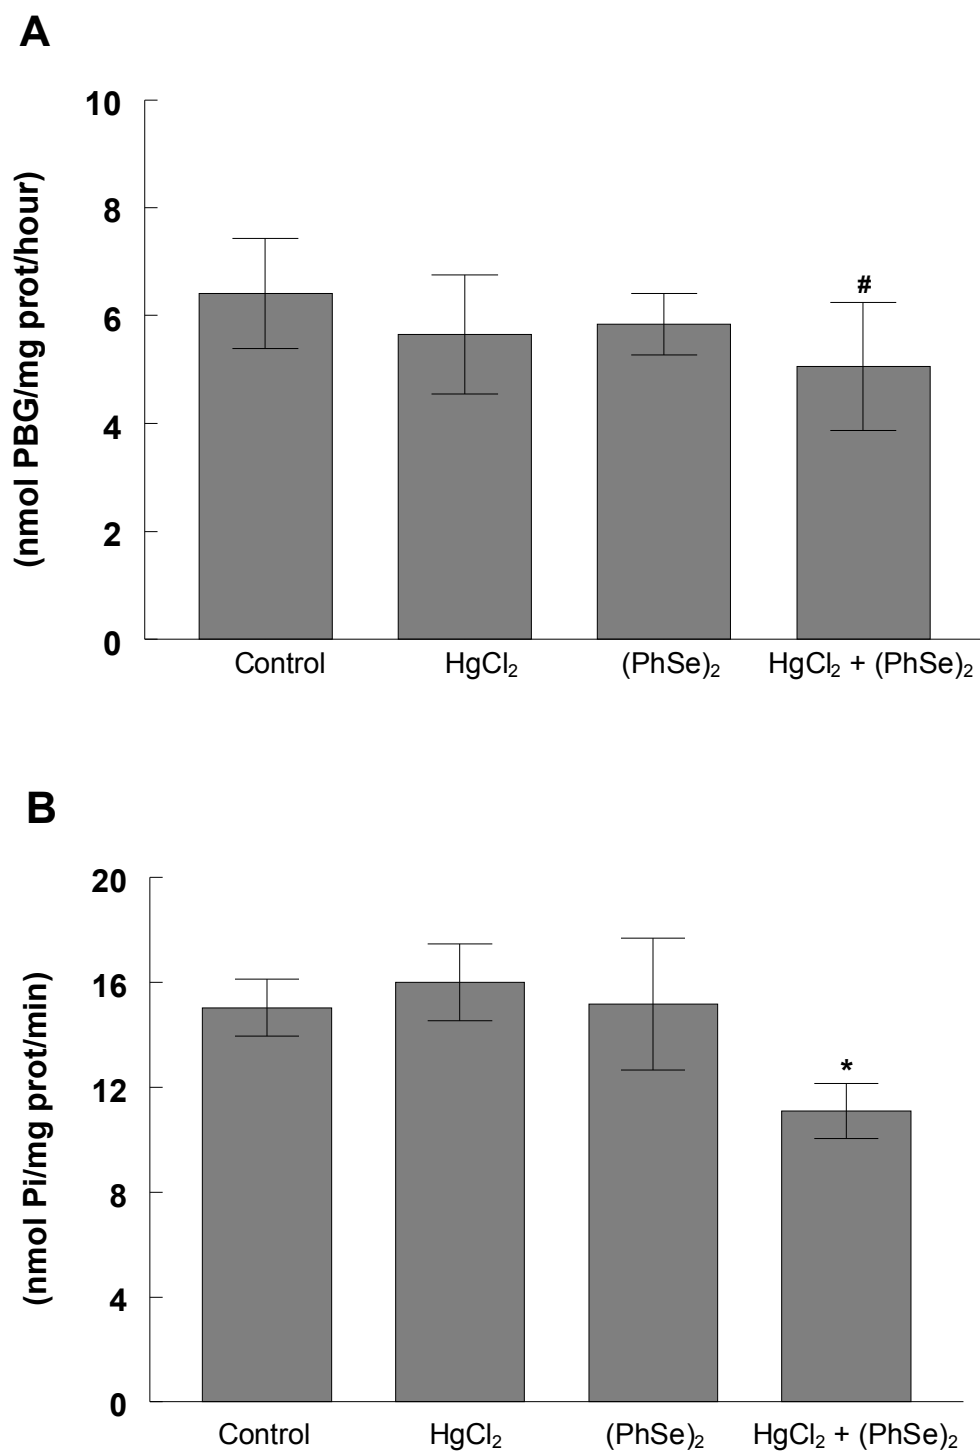 A
(nmol PBG/mg prot/hour)
10
8
6
4
2
0
#
Control HgCl₂ (PhSe)₂ HgCl₂ + (PhSe)₂
B
(nmol Pi/mg prot/min)
20
16
12
8
4
0
*
Control HgCl₂ (PhSe)₂ HgCl₂ + (PhSe)₂